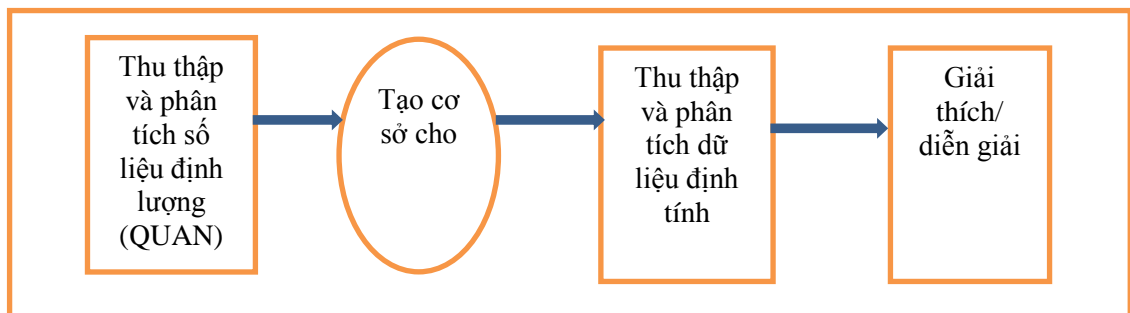 Thu thập
và phân
tích số
liệu định
lượng
(QUAN)
Tạo cơ
sở cho
Thu thập
và phân
tích dữ
liệu định
tính
Giải
thích/
diễn giải